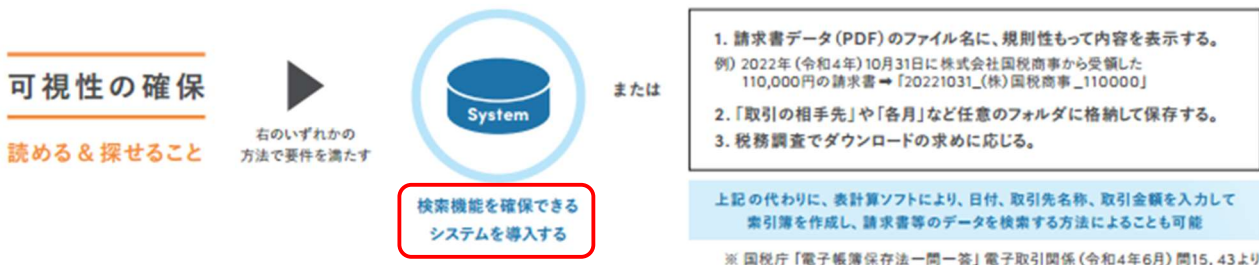 可視性の確保
読める&探せること
右のいずれかの
方法で要件を満たす
System
検索機能を確保できる
システムを導入する
または
1. 請求書データ(PDF)のファイル名に、規則性もって内容を表示する。
例) 2022年(令和4年)10月31日に株式会社国税商事から受領した
110,000円の請求書➡「20221031_(株)国税商事_110000」
2.「取引の相手先」や「各月」など任意のフォルダに格納して保存する。
3. 税務調査でダウンロードの求めに応じる。
上記の代わりに、表計算ソフトにより、日付、取引先名称、取引金額を入力して
索引簿を作成し、請求書等のデータを検索する方法によることも可能
※ 国税庁「電子帳簿保存法一問一答」電子取引関係(令和4年6月)問15、43より